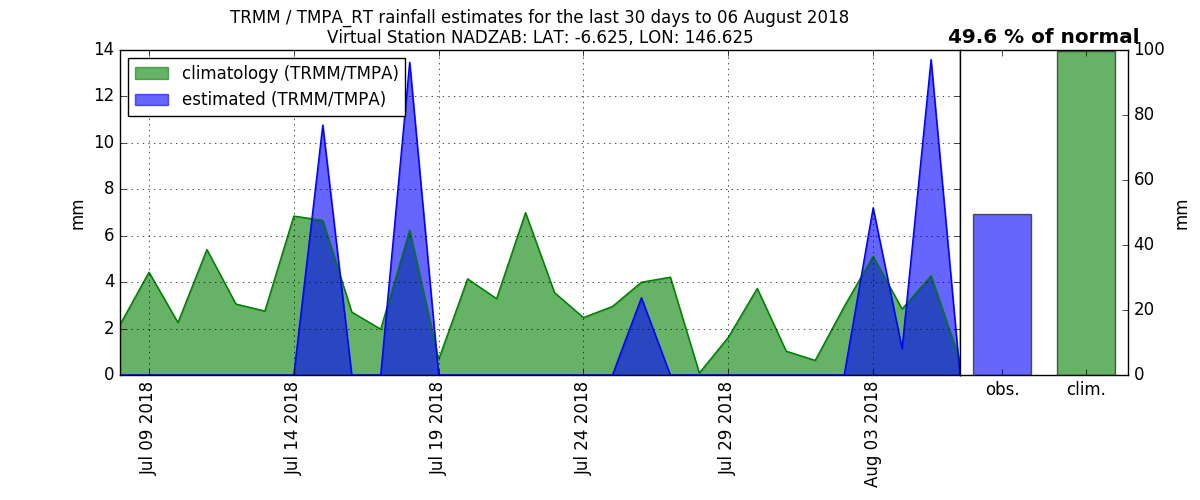 TRMM / TMPA_RT rainfall estimates for the last 30 days to 06 August 2018
Virtual Station NADZAB: LAT: -6.625, LON: 146.625
49.6 % of normal
climatology (TRMM/TMPA)
estimated (TRMM/TMPA)
14
12
10
8
6
4
2
0
mm
Jul 09 2018
Jul 14 2018
Jul 19 2018
Jul 24 2018
Jul 29 2018
Aug 03 2018
obs.
clim.
100
80
60
40
20
0
mm